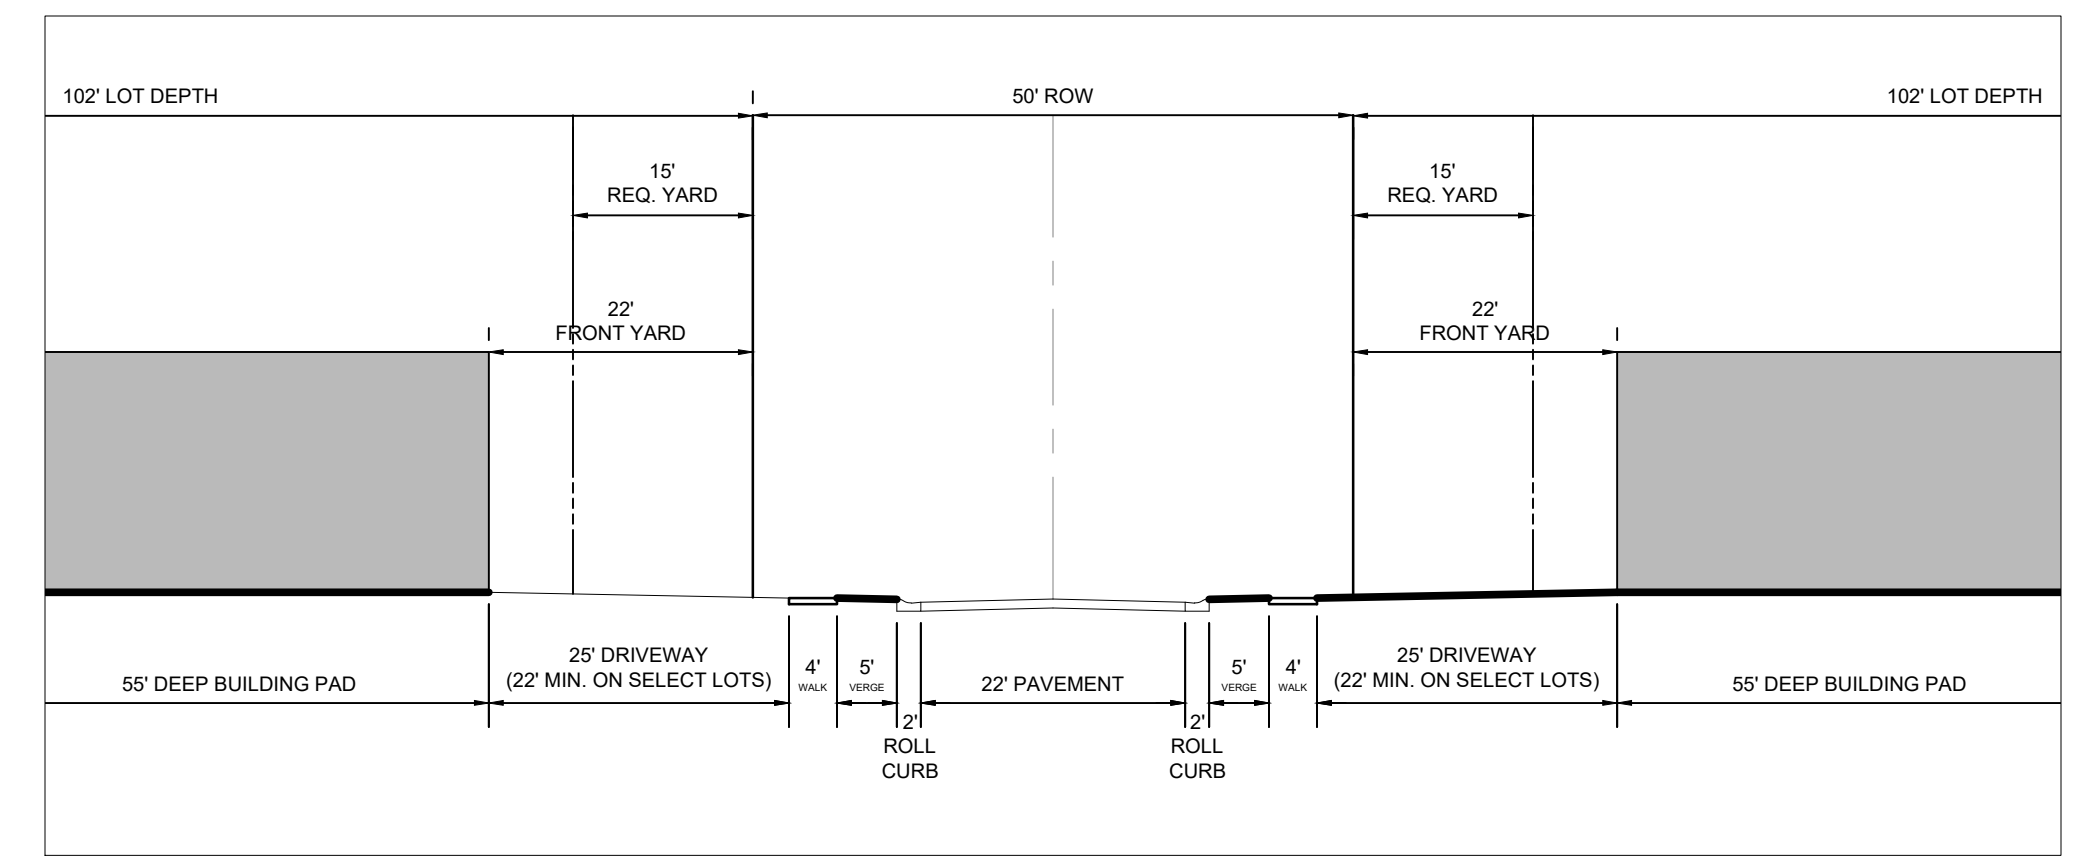 102' LOT DEPTH
50' ROW
102' LOT DEPTH
15'
REQ. YARD
15'
REQ. YARD
22'
FRONT YARD
22'
FRONT YARD
55' DEEP BUILDING PAD
25' DRIVEWAY
(22' MIN. ON SELECT LOTS)
4'
WALK
5'
VERGE
2'
ROLL
CURB
22' PAVEMENT
2'
ROLL
CURB
5'
VERGE
4'
WALK
25' DRIVEWAY
(22' MIN. ON SELECT LOTS)
55' DEEP BUILDING PAD